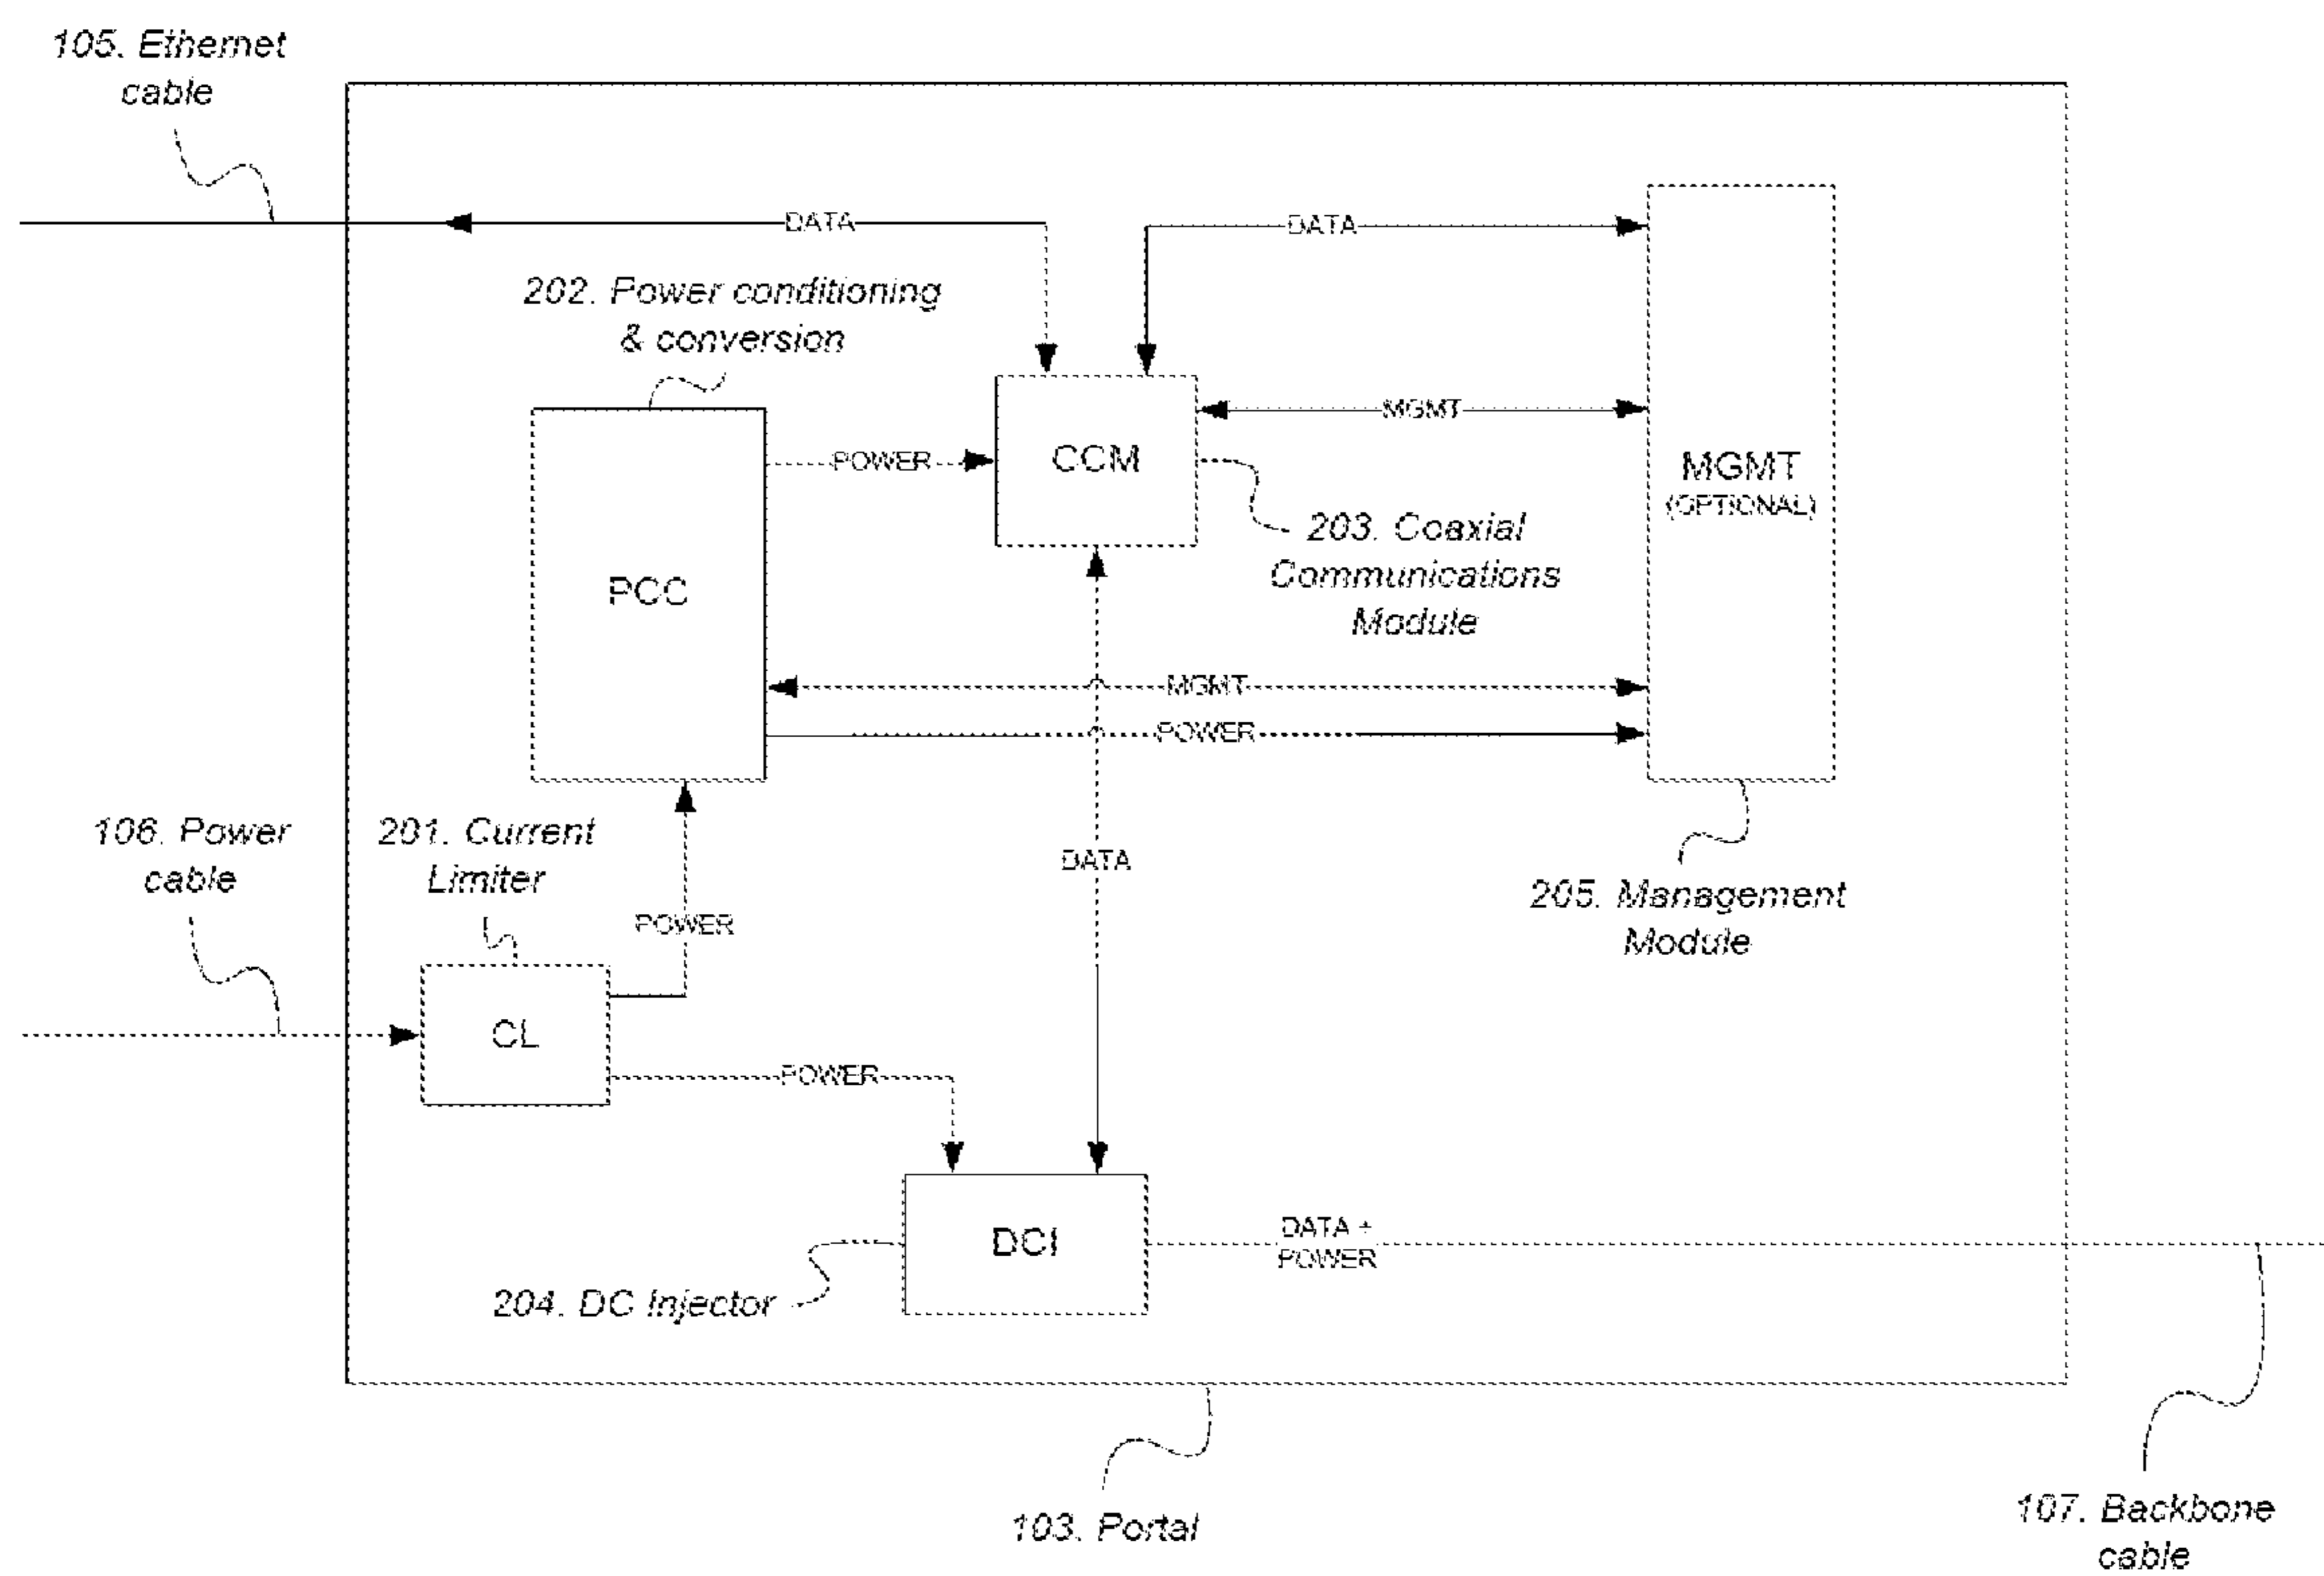 105. Ethernet
cable
DATA
DATA
202. Power conditioning
& conversion
MGMT
POWER
CCM
MGMT
(OPTIONAL)
203. Coaxial
Communications
Module
PCC
MGMT
POWER
106. Power
cable
201. Current
Limiter
DATA
205. Management
Module
POWER
CL
POWER
DCI
DATA +
POWER
204. DC Injector
103. Portal
107. Backbone
cable